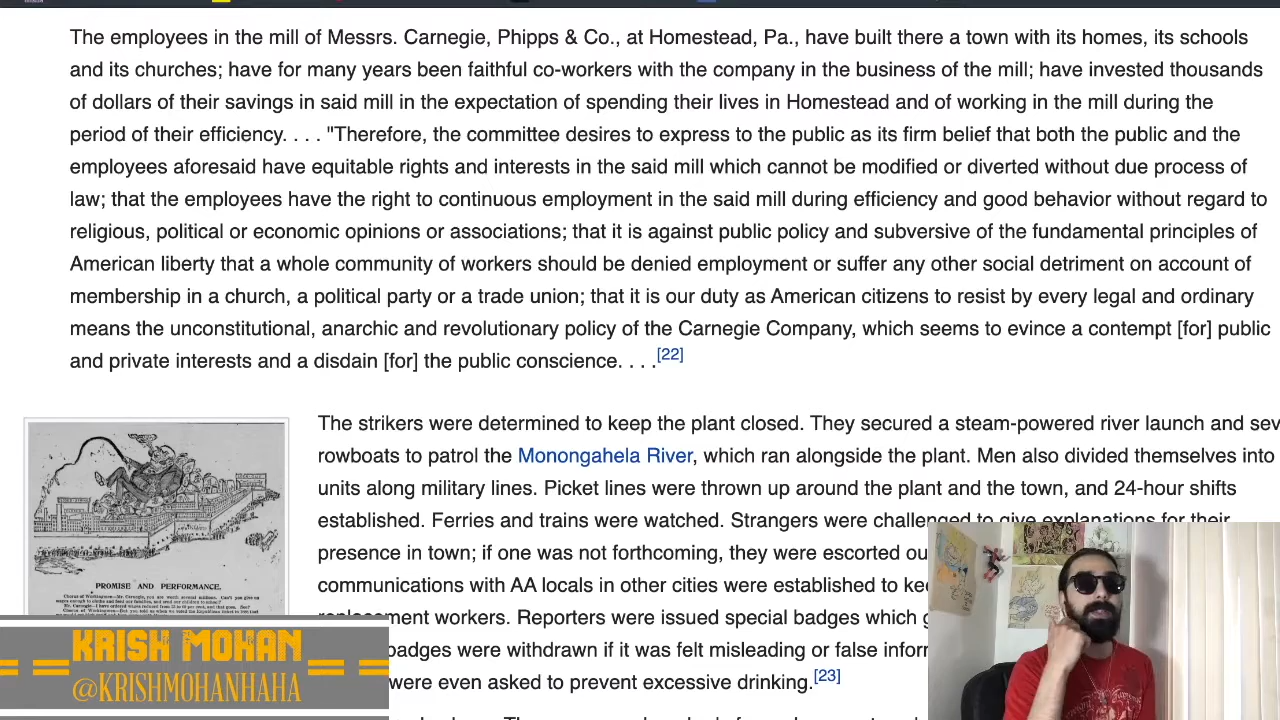 The employees in the mill of Messrs. Carnegie, Phipps & Co., at Homestead, Pa., have built there a town with its homes, its schools
and its churches; have for many years been faithful co-workers with the company in the business of the mill; have invested thousands
of dollars of their savings in said mill in the expectation of spending their lives in Homestead and of working in the mill during the
period of their efficiency. . . . "Therefore, the committee desires to express to the public as its firm belief that both the public and the
employees aforesaid have equitable rights and interests in the said mill which cannot be modified or diverted without due process of
law; that the employees have the right to continuous employment in the said mill during efficiency and good behavior without regard to
religious, political or economic opinions or associations; that it is against public policy and subversive of the fundamental principles of
American liberty that a whole community of workers should be denied employment or suffer any other social detriment on account of
membership in a church, a political party or a trade union; that it is our duty as American citizens to resist by every legal and ordinary
means the unconstitutional, anarchic and revolutionary policy of the Carnegie Company, which seems to evince a contempt [for] public
and private interests and a disdain [for] the public conscience. . . .[22]
The strikers were determined to keep the plant closed. They secured a steam-powered river launch and sev
rowboats to patrol the Monongahela River, which ran alongside the plant. Men also divided themselves into
units along military lines. Picket lines were thrown up around the plant and the town, and 24-hour shifts
established. Ferries and trains were watched. Strangers were challenged to give explanations for their
presence in town; if one was not forthcoming, they were escorted ou
communications with AA locals in other cities were established to kee
replacement workers. Reporters were issued special badges which g
badges were withdrawn if it was felt misleading or false infor
were even asked to prevent excessive drinking.[23]
PROMISE AND PERFORMANCE.
KRISH MOHAN
@KRISHMOHANHAHA